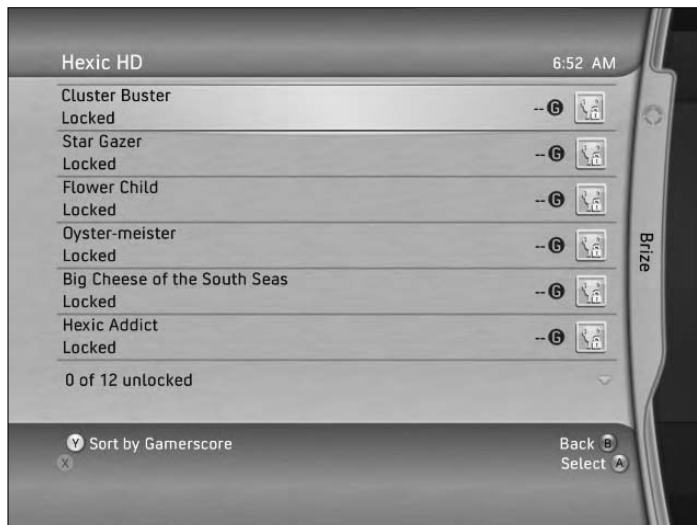 Hexic HD 6:52 AM
Cluster Buster
Locked
--G
Star Gazer
Locked
--G
Flower Child
Locked
--G
Oyster-meister
Locked
--G
Big Cheese of the South Seas
Locked
--G
Hexic Addict
Locked
--G
0 of 12 unlocked
Brize
Y Sort by Gamerscore
Back B
X
Select A